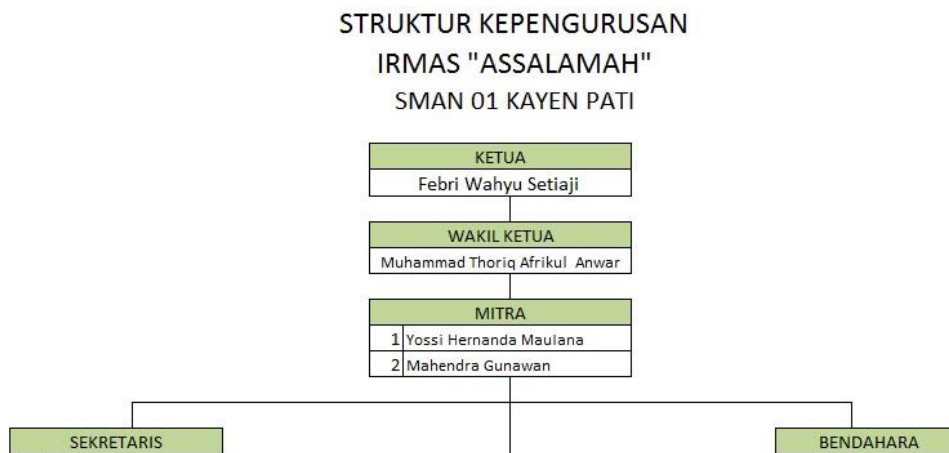 STRUKTUR KEPENGURUSAN
IRMAS "ASSALAMAH"
SMAN 01 KAYEN PATI
KETUA
Febri Wahyu Setiaji
WAKIL KETUA
Muhammad Thoriq Afrikul Anwar
MITRA
1 Yossi Hernanda Maulana
2 Mahendra Gunawan
SEKRETARIS
BENDAHARA